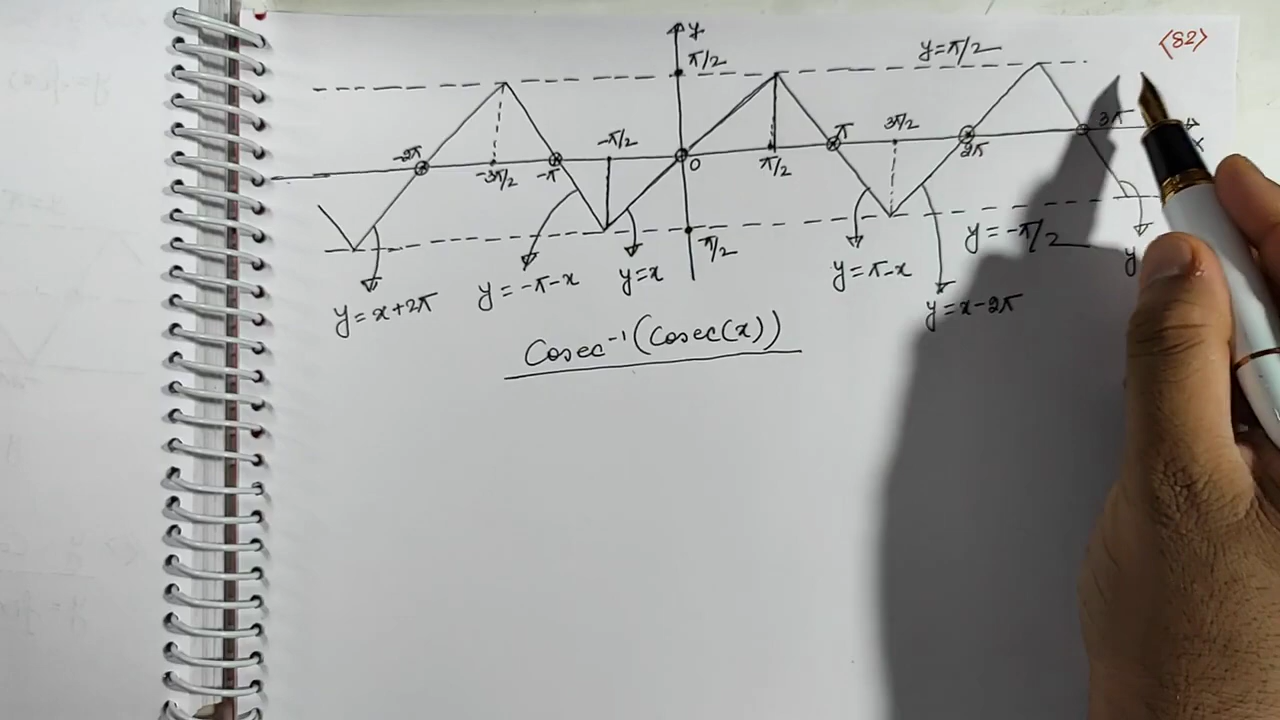 y
<82>
π/2
y=π/2
-2π
-3π/2
-π
-π/2
0
π/2
π
3π/2
2π
3π
x
π/2
y=-π/2
y=x+2π
y=-π-x
y=x
y=π-x
y=x-2π
y
Cosec⁻¹(Cosec(x))